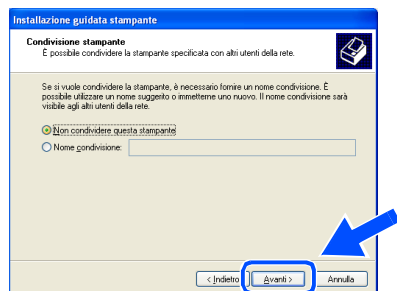 Installazione guidata stampante
Condivisione stampante
È possibile condividere la stampante specificata con altri utenti della rete.
Se si vuole condividere la stampante, è necessario fornire un nome condivisione. È
possibile utilizzare un nome suggerito o immetterne uno nuovo. Il nome condivisione sarà
visibile agli altri utenti della rete.
Non condividere questa stampante
Nome condivisione:
< Indietro
Avanti >
Annulla